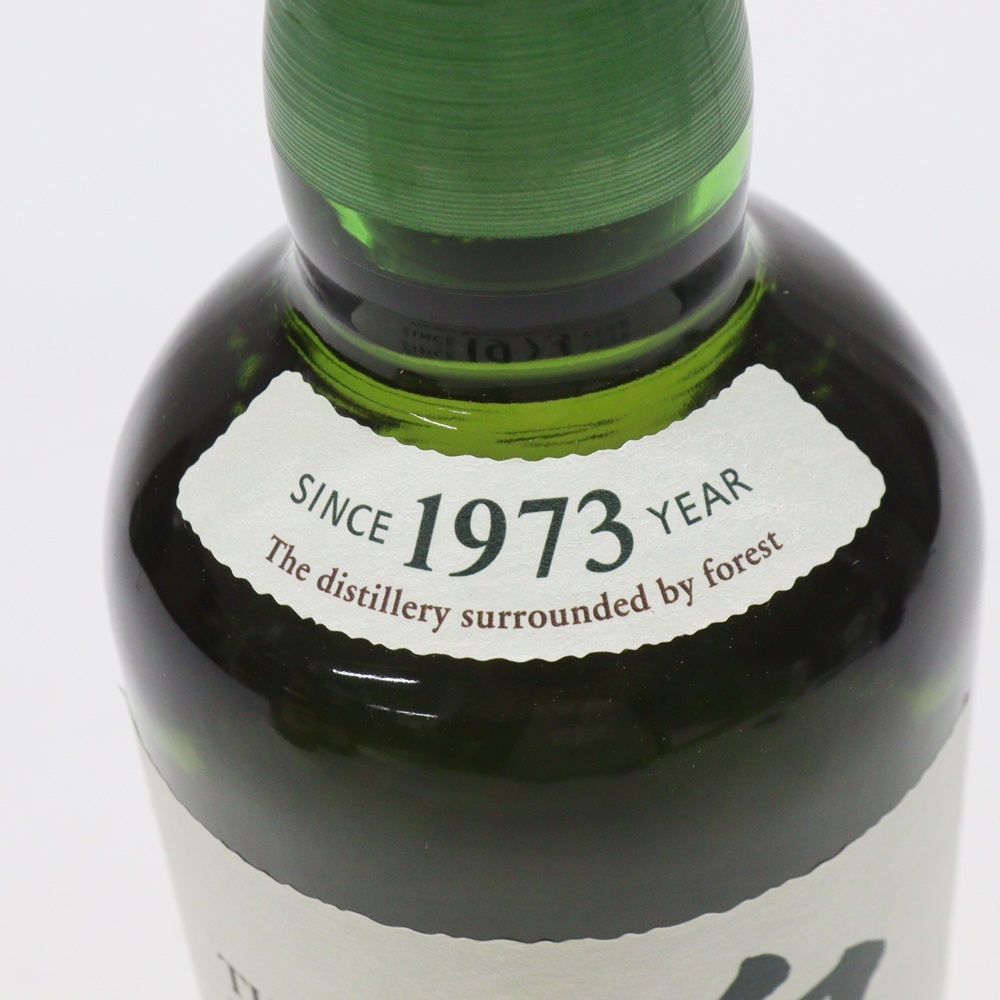 SINCE 1973 YEAR
The distillery surrounded by forest